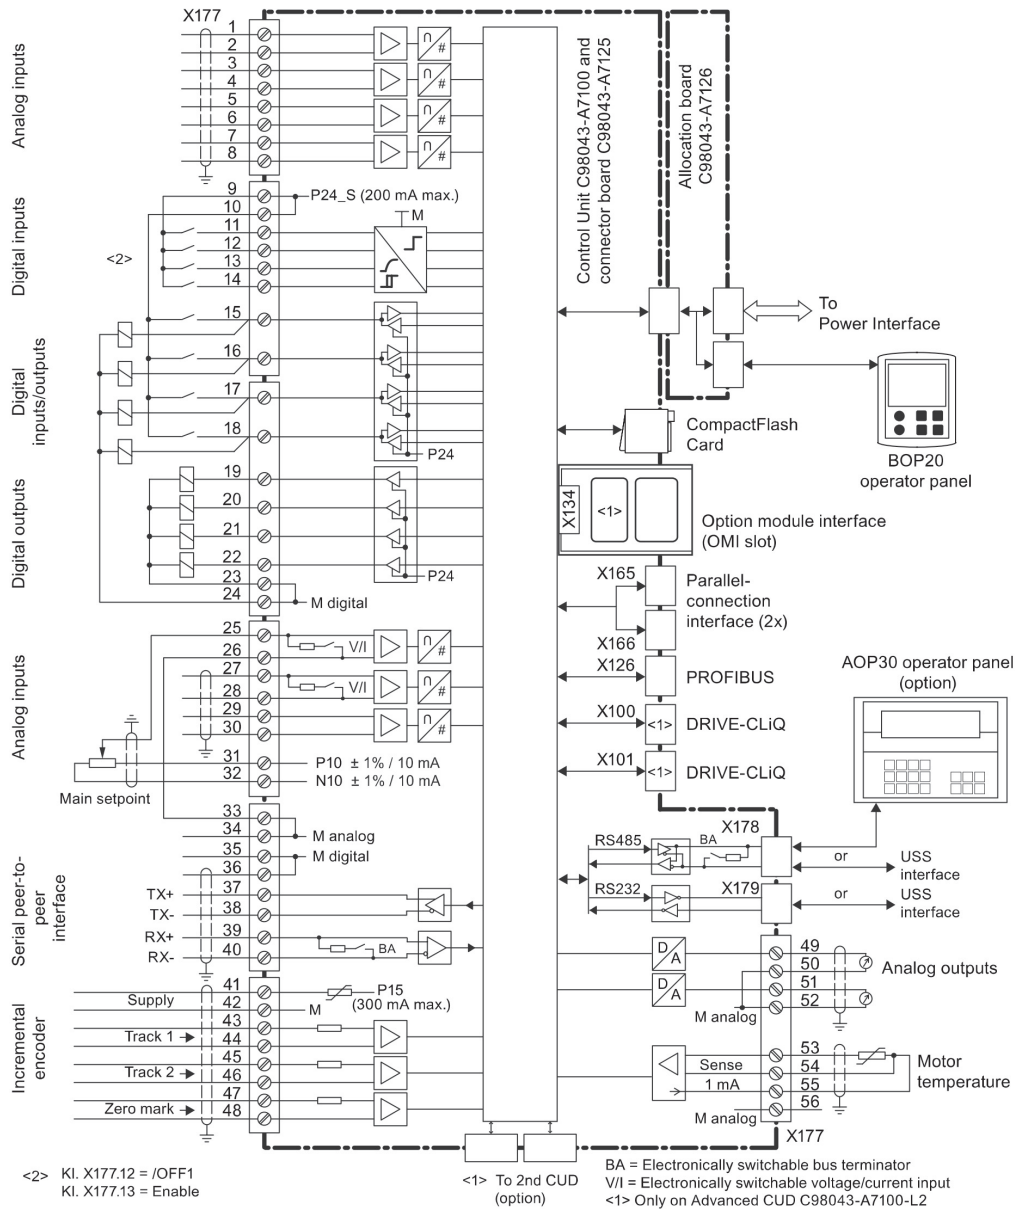 X177
Analog inputs
1
2
3
4
5
6
7
8
∩
#
∩
#
∩
#
∩
#
Control Unit C98043-A7100 and
connector board C98043-A7125
Allocation board
C98043-A7126
Digital inputs
9
10
11
12
13
14
P24_S (200 mA max.)
M
<2>
Digital
inputs/outputs
15
16
17
18
P24
To
Power Interface
BOP20
operator panel
CompactFlash
Card
X134
<1>
Option module interface
(OMI slot)
Digital outputs
19
20
21
22
23
24
P24
M digital
X165
X166
Parallel-
connection
interface (2x)
X126
PROFIBUS
X100
<1>
DRIVE-CLiQ
X101
<1>
DRIVE-CLiQ
AOP30 operator panel
(option)
Analog inputs
25
26
27
28
29
30
31
32
V/I
V/I
∩
#
∩
#
∩
#
P10 ± 1% / 10 mA
N10 ± 1% / 10 mA
Main setpoint
33
34
35
36
M analog
M digital
Serial peer-to-
peer
interface
TX+
TX-
RX+
RX-
37
38
39
40
BA
RS485
BA
X178
or
USS
interface
RS232
X179
or
USS
interface
D
A
D
A
49
50
51
52
M analog
Analog outputs
Incremental
encoder
Supply
Track 1
Track 2
Zero mark
41
42
43
44
45
46
47
48
P15
(300 mA max.)
M
Sense
1 mA
M analog
53
54
55
56
Motor
temperature
X177
<2> KI. X177.12 = /OFF1
KI. X177.13 = Enable
<1> To 2nd CUD
(option)
BA = Electronically switchable bus terminator
V/I = Electronically switchable voltage/current input
<1> Only on Advanced CUD C98043-A7100-L2